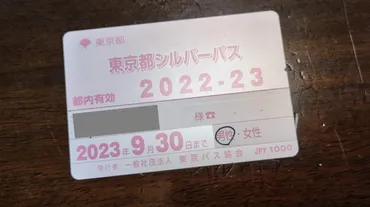 東京都
東京都シルバーパス
2022-23
都内有効
様☎
2023年9月30日まで
男性・女性
発行者 一般社団法人 東京バス協会 JPY1000